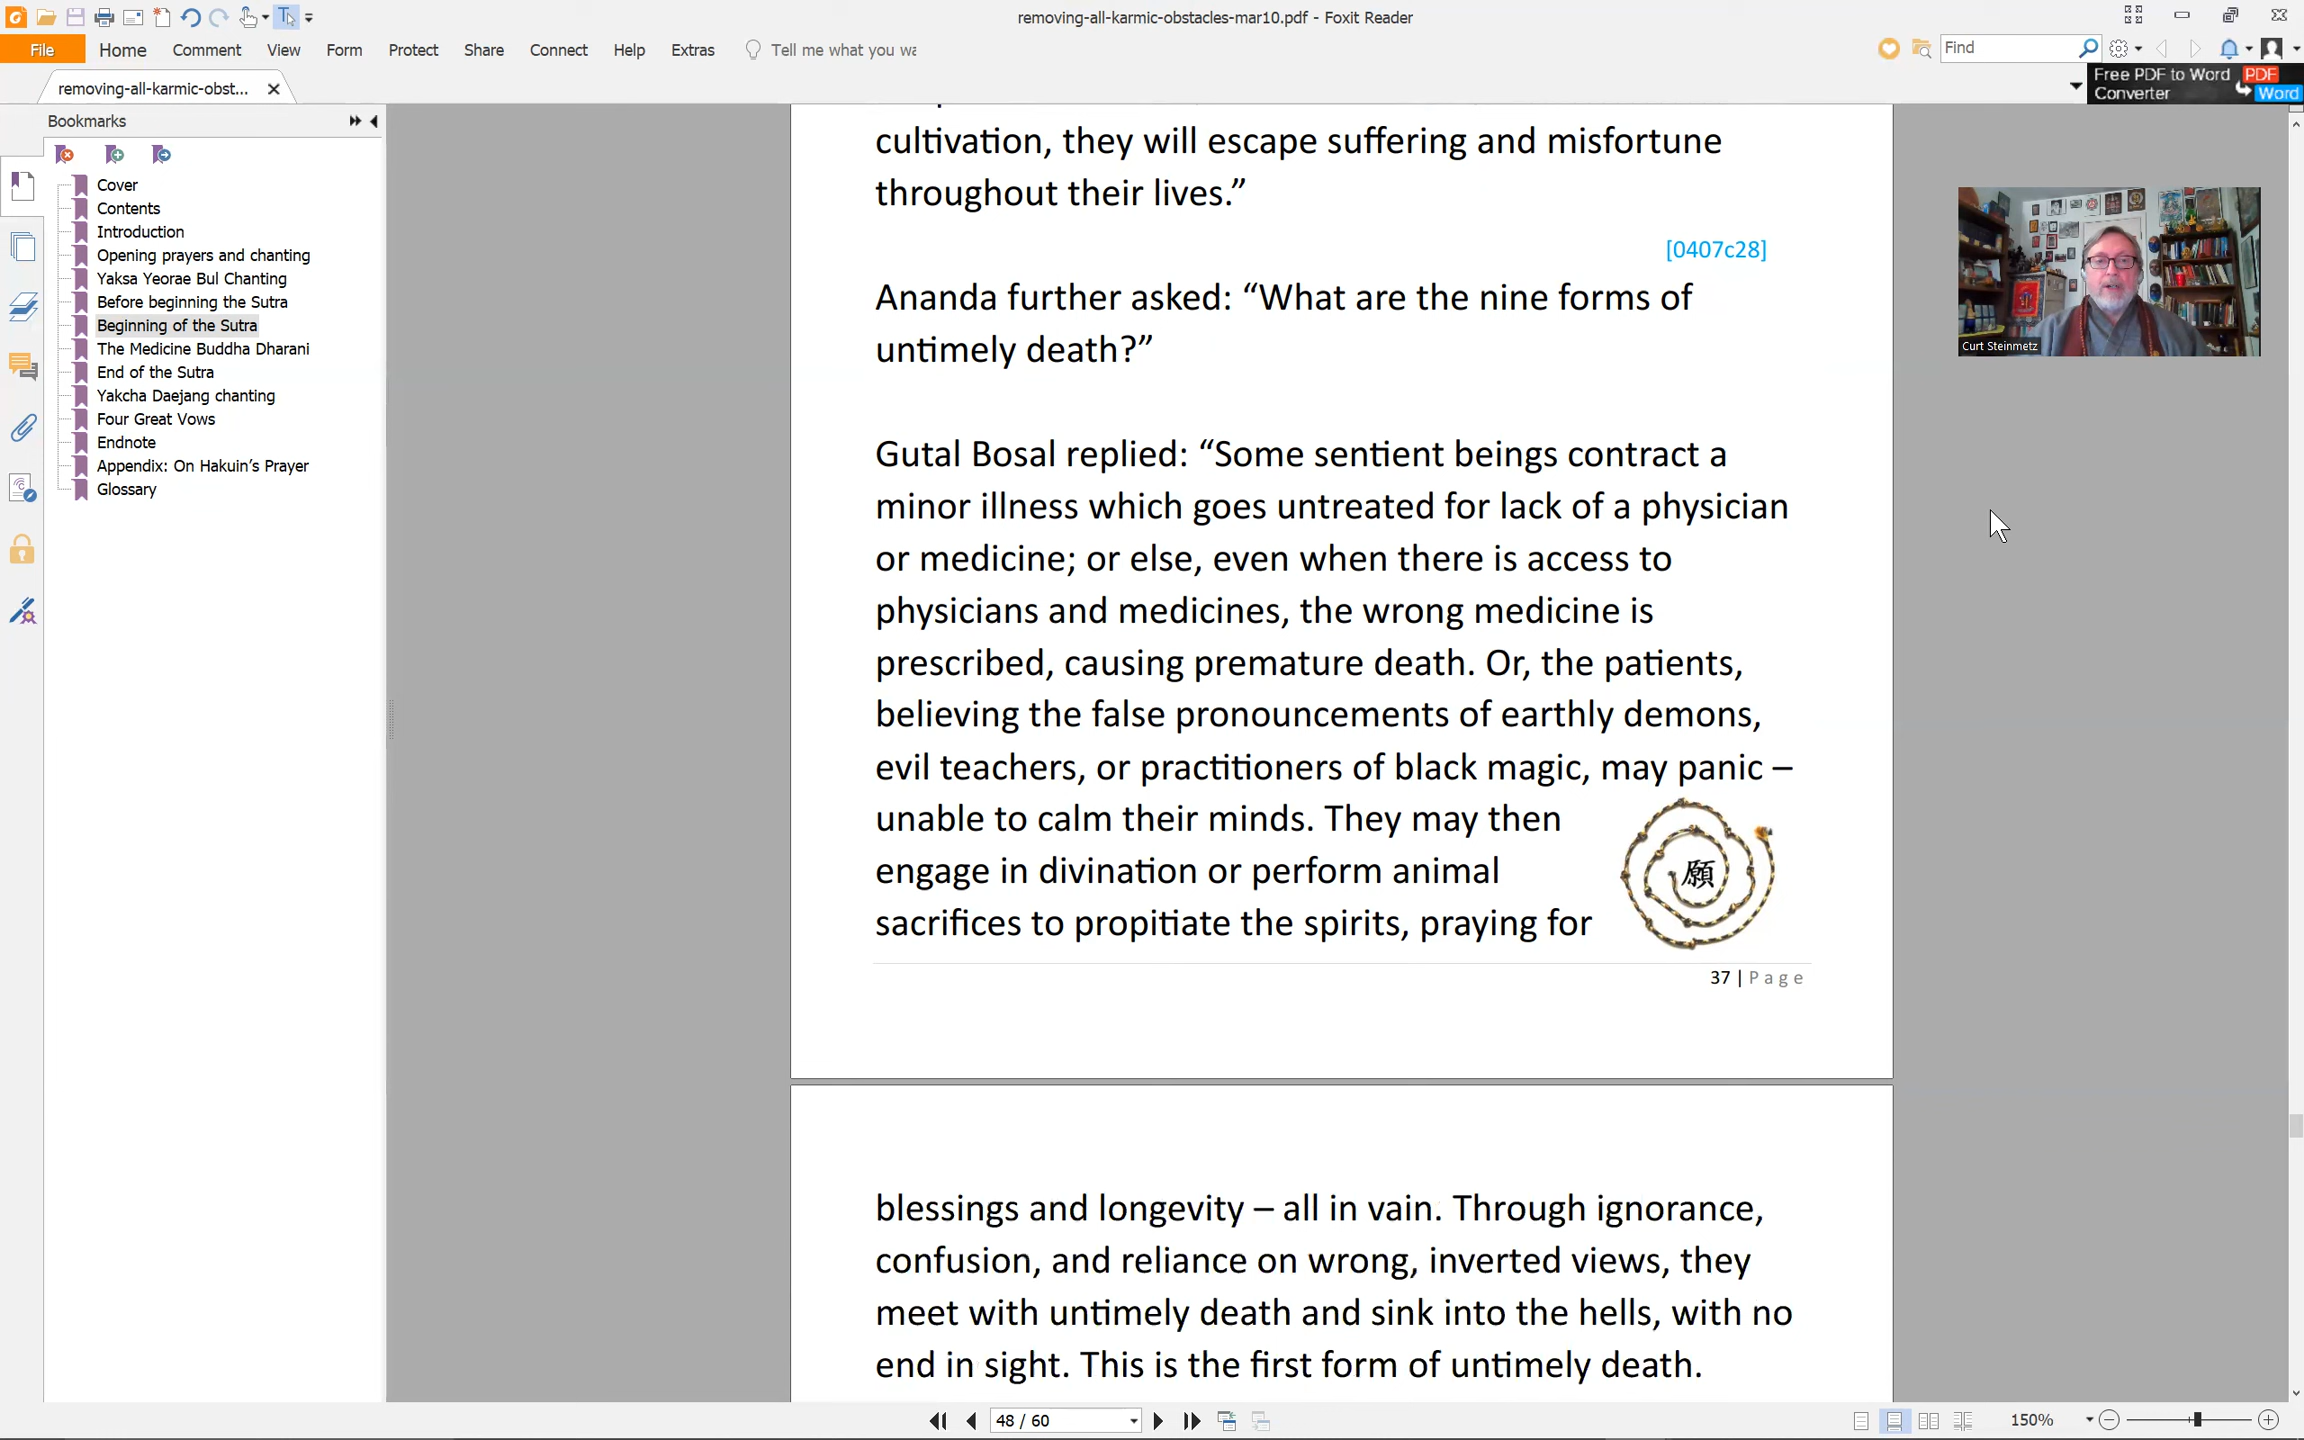 removing-all-karmic-obstacles-mar10.pdf - Foxit Reader
File Home Comment View Form Protect Share Connect Help Extras Tell me what you wa
Find
removing-all-karmic-obst...
Free PDF to Word PDF
Converter Word
Bookmarks
Cover
Contents
Introduction
Opening prayers and chanting
Yaksa Yeorae Bul Chanting
Before beginning the Sutra
Beginning of the Sutra
The Medicine Buddha Dharani
End of the Sutra
Yakcha Daejang chanting
Four Great Vows
Endnote
Appendix: On Hakuin’s Prayer
Glossary
cultivation, they will escape suffering and misfortune
throughout their lives.”
[0407c28]
Ananda further asked: “What are the nine forms of
untimely death?”
Gutal Bosal replied: “Some sentient beings contract a
minor illness which goes untreated for lack of a physician
or medicine; or else, even when there is access to
physicians and medicines, the wrong medicine is
prescribed, causing premature death. Or, the patients,
believing the false pronouncements of earthly demons,
evil teachers, or practitioners of black magic, may panic –
unable to calm their minds. They may then
engage in divination or perform animal
sacrifices to propitiate the spirits, praying for
願
37 | Page
blessings and longevity – all in vain. Through ignorance,
confusion, and reliance on wrong, inverted views, they
meet with untimely death and sink into the hells, with no
end in sight. This is the first form of untimely death.
Curt Steinmetz
48 / 60
150%